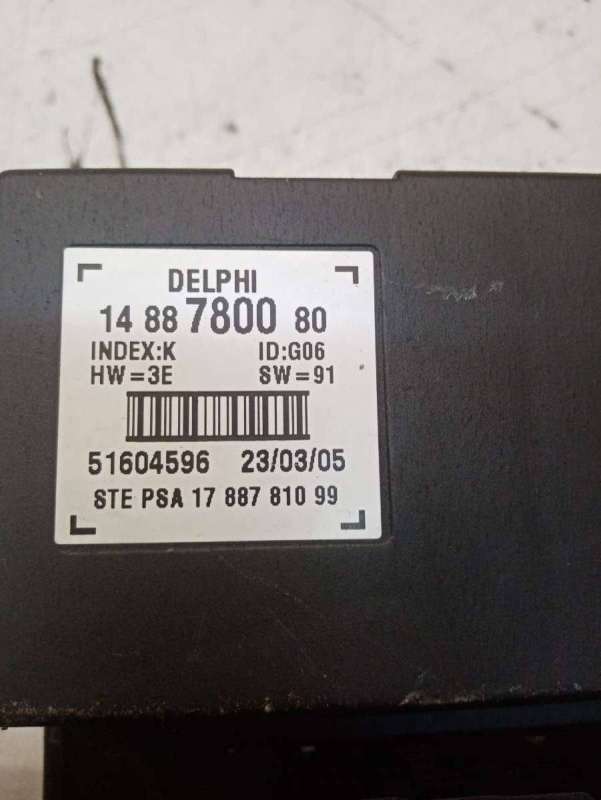 DELPHI
14 88 7800 80
INDEX:K ID:G06
HW=3E SW=91
51604596 23/03/05
STE PSA 17 887 810 99